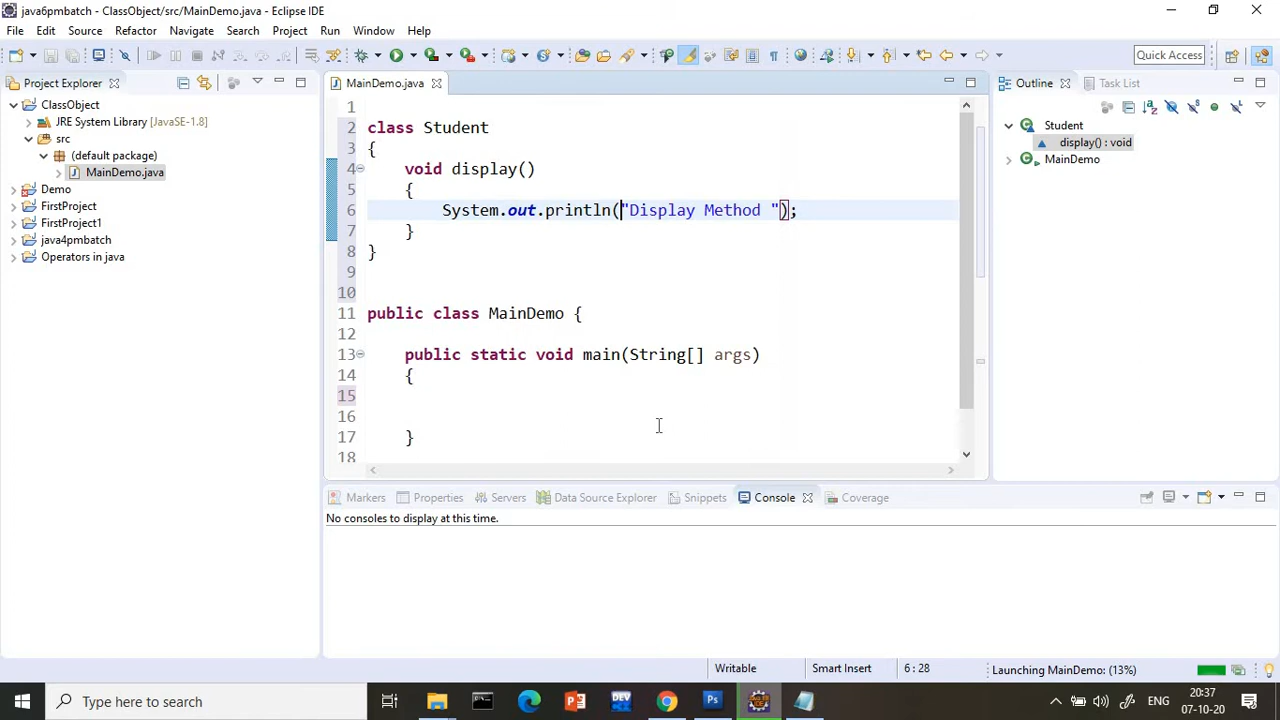 java6pmbatch - ClassObject/src/MainDemo.java - Eclipse IDE
File Edit Source Refactor Navigate Search Project Run Window Help
Quick Access
Project Explorer
ClassObject
JRE System Library [JavaSE-1.8]
src
(default package)
MainDemo.java
Demo
FirstProject
FirstProject1
java4pmbatch
Operators in java
MainDemo.java
1
2 class Student
3 {
4 void display()
5 {
6 System.out.println("Display Method ");
7 }
8 }
9
10
11 public class MainDemo {
12
13 public static void main(String[] args)
14 {
15
16
17 }
18
Outline Task List
Student
display() : void
MainDemo
Markers Properties Servers Data Source Explorer Snippets Console Coverage
No consoles to display at this time.
Writable Smart Insert 6 : 28 Launching MainDemo: (13%)
Type here to search
DEV
Ps
ENG
20:37
07-10-20